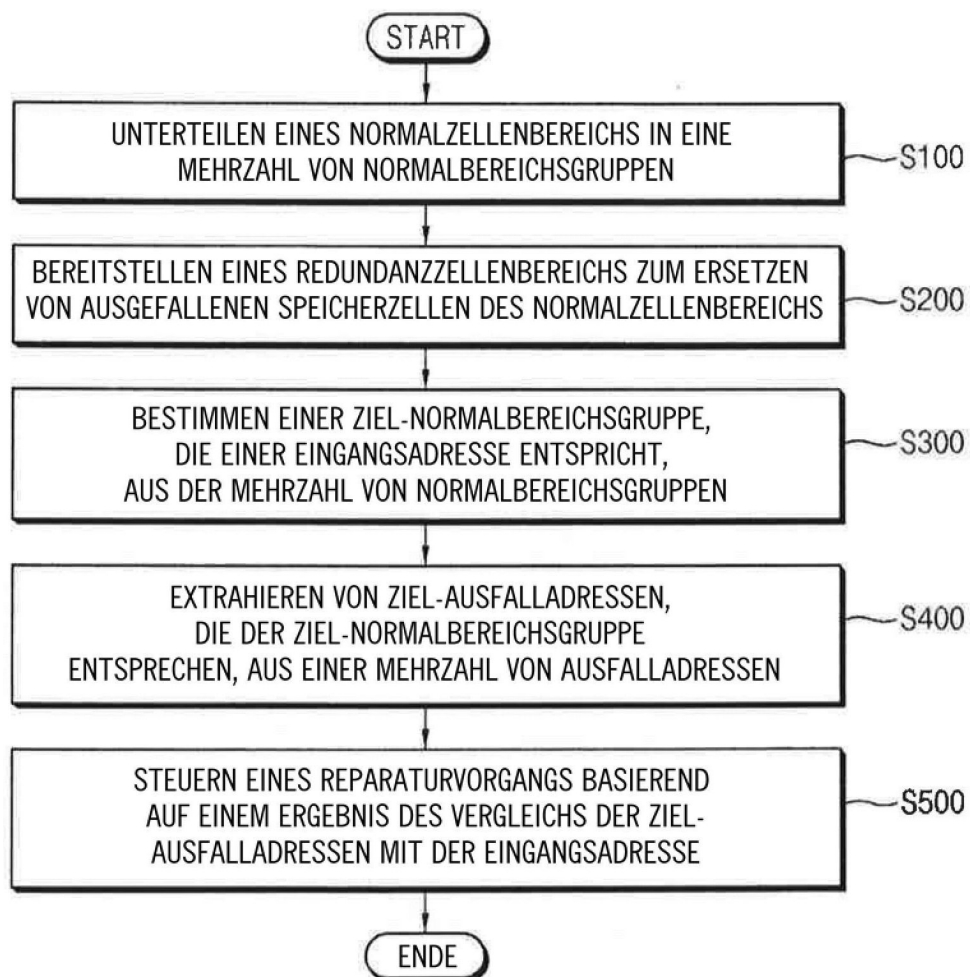 START
UNTERTEILEN EINES NORMALZELLENBEREICHS IN EINE
MEHRZAHL VON NORMALBEREICHSGRUPPEN
S100
BEREITSTELLEN EINES REDUNDANZZELLENBEREICHS ZUM ERSETZEN
VON AUSGEFALLENEN SPEICHERZELLEN DES NORMALZELLENBEREICHS
S200
BESTIMMEN EINER ZIEL-NORMALBEREICHSGRUPPE,
DIE EINER EINGANGSADRESSE ENTSPRICHT,
AUS DER MEHRZAHL VON NORMALBEREICHSGRUPPEN
S300
EXTRAHIEREN VON ZIEL-AUSFALLADRESSEN,
DIE DER ZIEL-NORMALBEREICHSGRUPPE
ENTSPRECHEN, AUS EINER MEHRZAHL VON AUSFALLADRESSEN
S400
STEUERN EINES REPARATURVORGANGS BASIEREND
AUF EINEM ERGEBNIS DES VERGLEICHS DER ZIEL-
AUSFALLADRESSEN MIT DER EINGANGSADRESSE
S500
ENDE